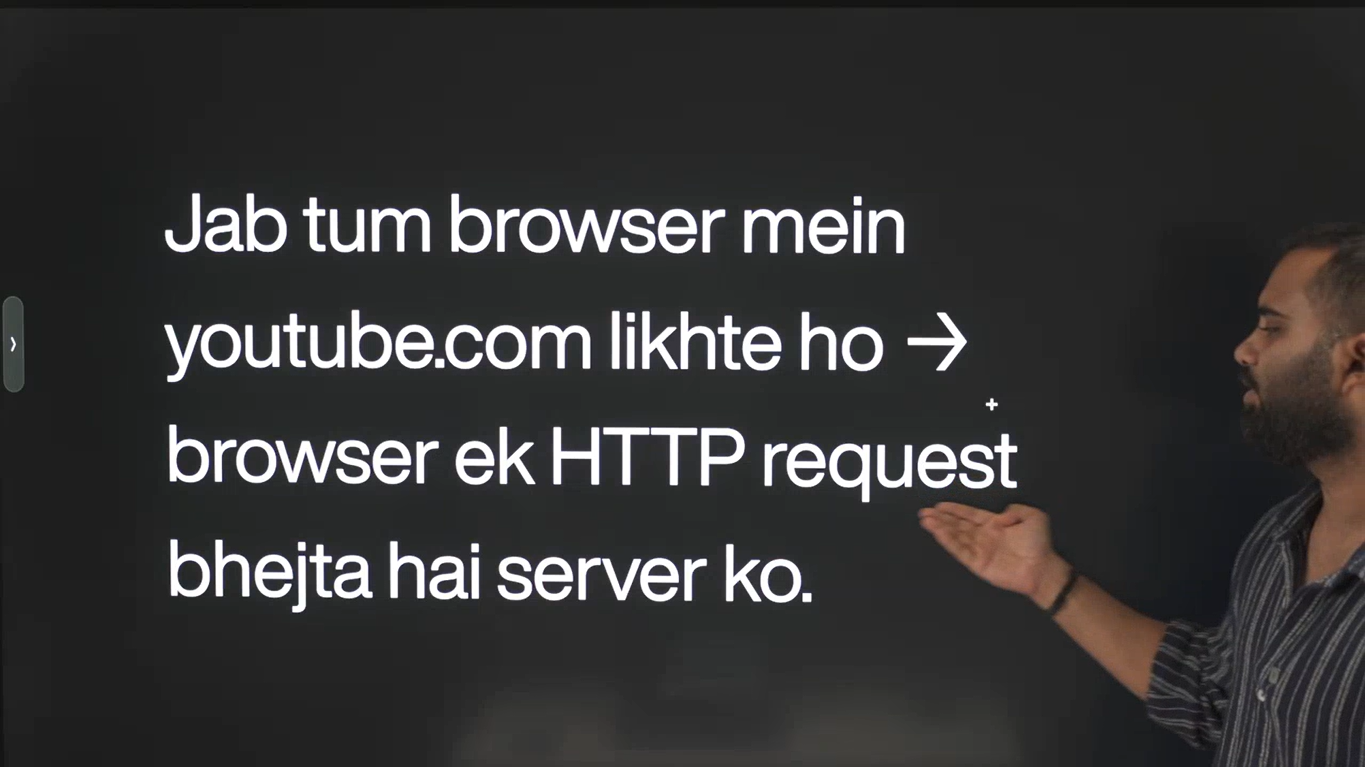 Jab tum browser mein
youtube.com likhte ho →
browser ek HTTP request
bhejta hai server ko.